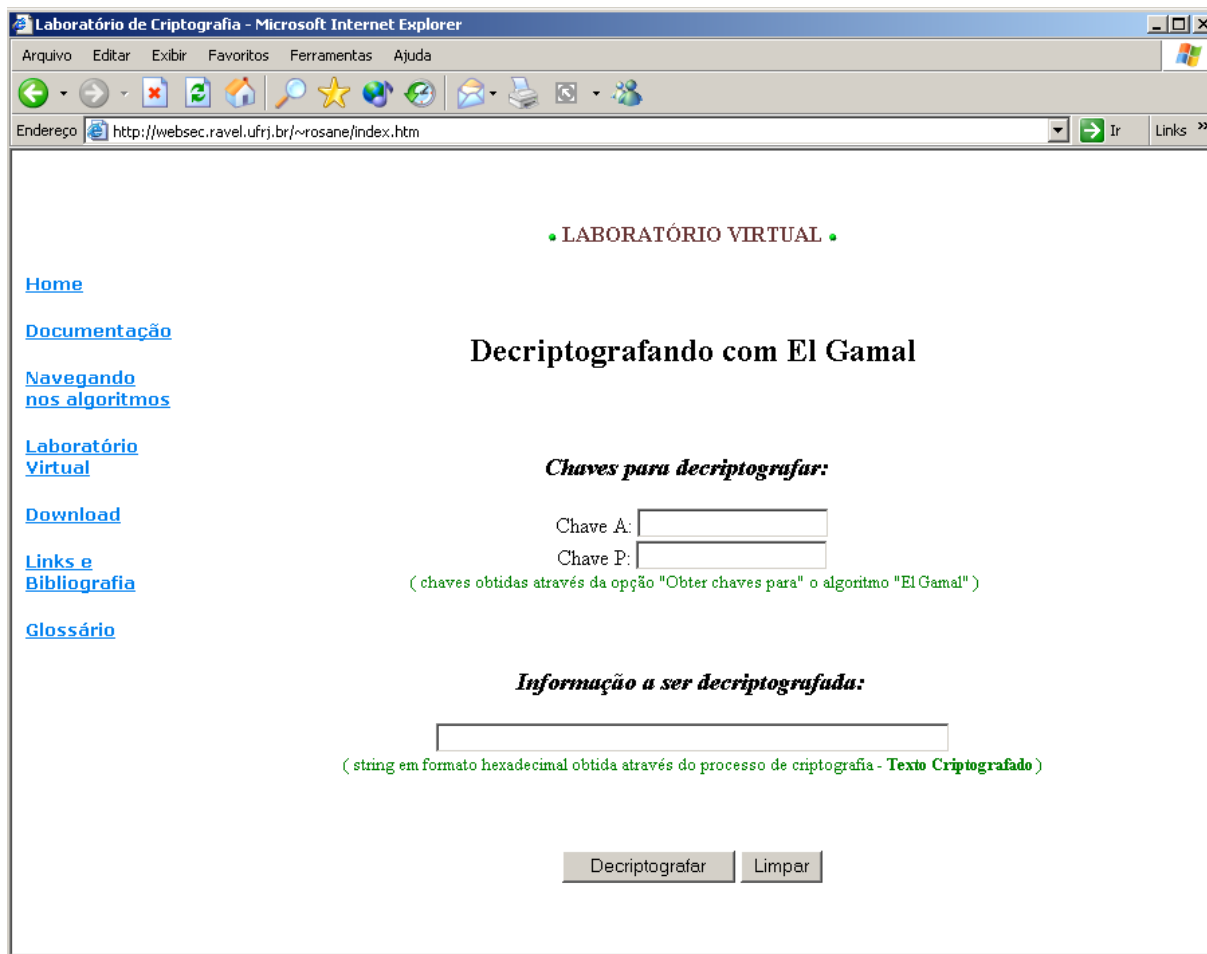 Laboratório de Criptografia - Microsoft Internet Explorer
Arquivo Editar Exibir Favoritos Ferramentas Ajuda
Endereço http://websec.ravel.ufrj.br/~rosane/index.htm Ir Links »
LABORATÓRIO VIRTUAL
Home
Documentação
Navegando
nos algoritmos
Laboratório
Virtual
Download
Links e
Bibliografia
Glossário
Decriptografando com El Gamal
Chaves para decriptografar:
Chave A:
Chave P:
( chaves obtidas através da opção "Obter chaves para" o algoritmo "El Gamal" )
Informação a ser decriptografada:
( string em formato hexadecimal obtida através do processo de criptografia - Texto Criptografado )
Decriptografar Limpar